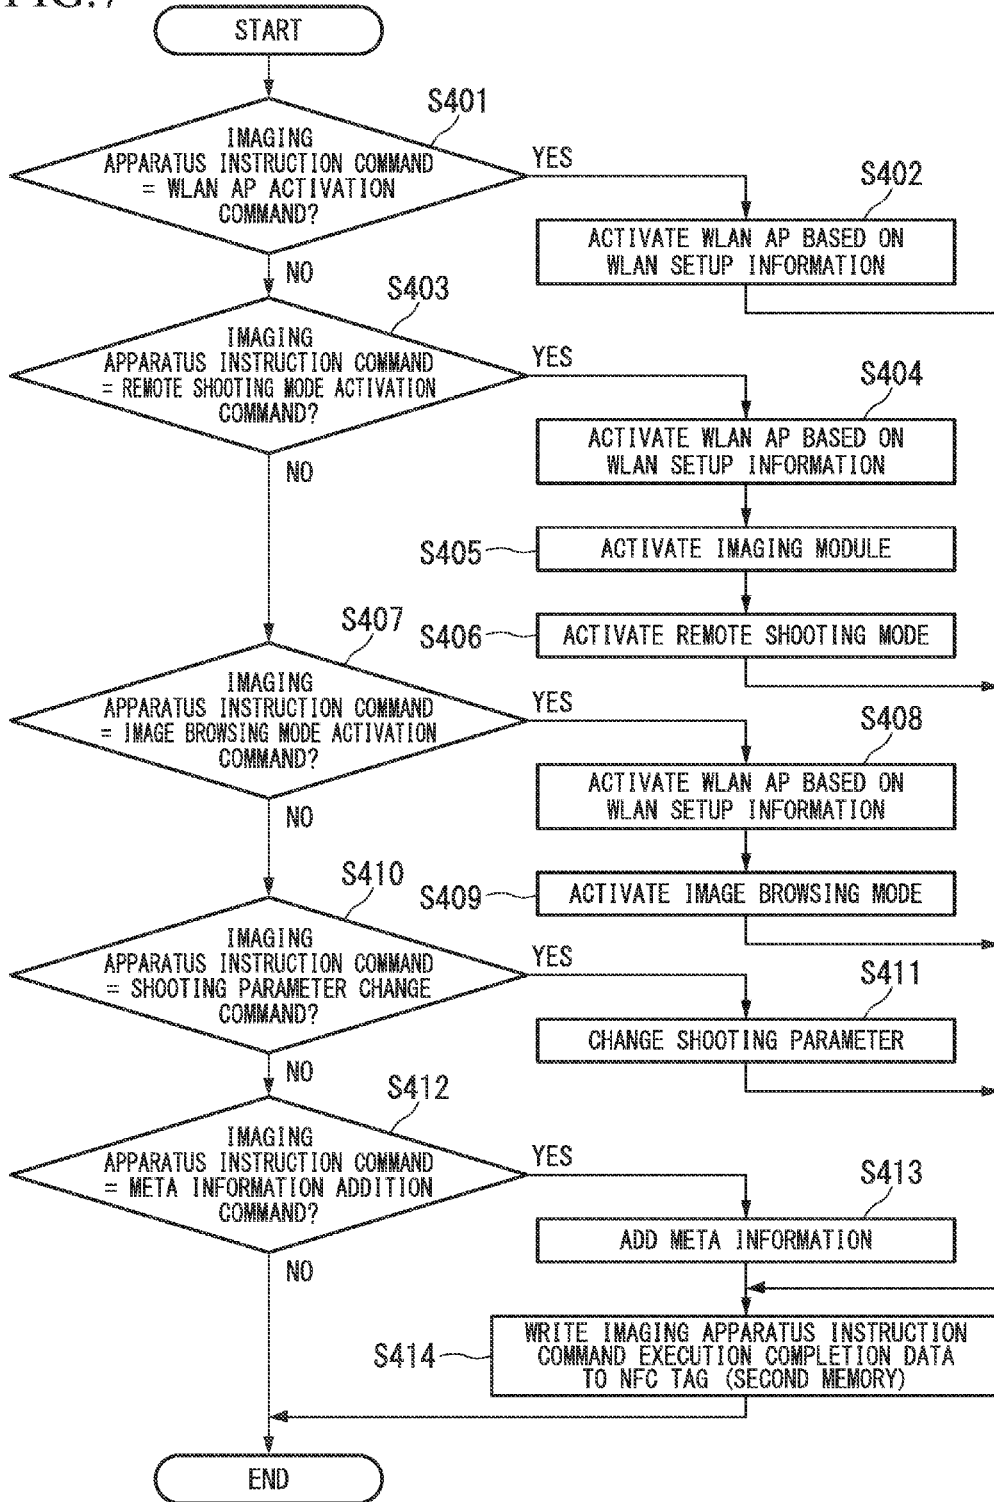 FIG.7
START
S401
IMAGING
APPARATUS INSTRUCTION COMMAND
= WLAN AP ACTIVATION
COMMAND?
YES
NO
S402
ACTIVATE WLAN AP BASED ON
WLAN SETUP INFORMATION
S403
IMAGING
APPARATUS INSTRUCTION COMMAND
= REMOTE SHOOTING MODE ACTIVATION
COMMAND?
YES
NO
S404
ACTIVATE WLAN AP BASED ON
WLAN SETUP INFORMATION
S405
ACTIVATE IMAGING MODULE
S406
ACTIVATE REMOTE SHOOTING MODE
S407
IMAGING
APPARATUS INSTRUCTION COMMAND
= IMAGE BROWSING MODE ACTIVATION
COMMAND?
YES
NO
S408
ACTIVATE WLAN AP BASED ON
WLAN SETUP INFORMATION
S409
ACTIVATE IMAGE BROWSING MODE
S410
IMAGING
APPARATUS INSTRUCTION COMMAND
= SHOOTING PARAMETER CHANGE
COMMAND?
YES
NO
S411
CHANGE SHOOTING PARAMETER
S412
IMAGING
APPARATUS INSTRUCTION COMMAND
= META INFORMATION ADDITION
COMMAND?
YES
NO
S413
ADD META INFORMATION
S414
WRITE IMAGING APPARATUS INSTRUCTION
COMMAND EXECUTION COMPLETION DATA
TO NFC TAG (SECOND MEMORY)
END